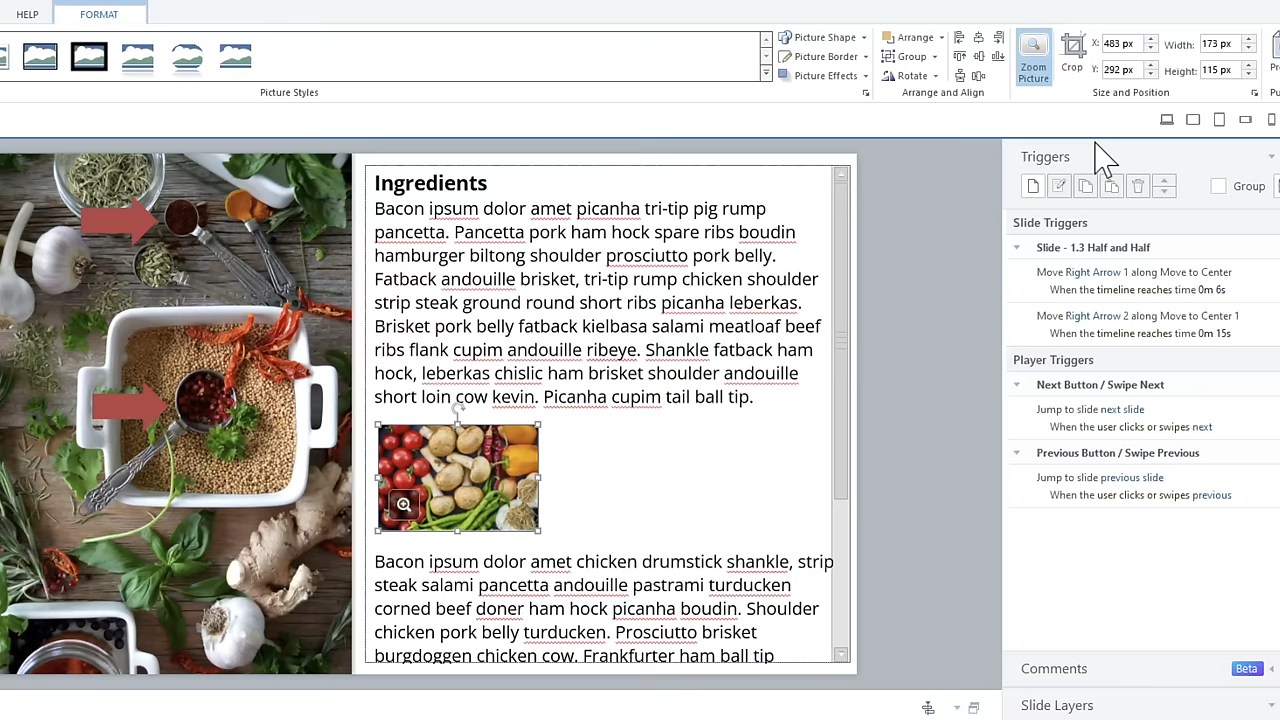 HELP
FORMAT
Picture Shape
Picture Border
Picture Effects
Picture Styles
Arrange
Group
Rotate
Arrange and Align
Zoom
Picture
Crop
X: 483 px
Y: 292 px
Width: 173 px
Height: 115 px
Size and Position
Ingredients
Bacon ipsum dolor amet picanha tri-tip pig rump
pancetta. Pancetta pork ham hock spare ribs boudin
hamburger biltong shoulder prosciutto pork belly.
Fatback andouille brisket, tri-tip rump chicken shoulder
strip steak ground round short ribs picanha leberkas.
Brisket pork belly fatback kielbasa salami meatloaf beef
ribs flank cupim andouille ribeye. Shankle fatback ham
hock, leberkas chislic ham brisket shoulder andouille
short loin cow kevin. Picanha cupim tail ball tip.
Bacon ipsum dolor amet chicken drumstick shankle, strip
steak salami pancetta andouille pastrami turducken
corned beef doner ham hock picanha boudin. Shoulder
chicken pork belly turducken. Prosciutto brisket
burgdoggen chicken cow. Frankfurter ham ball tip
Triggers
Group
Slide Triggers
Slide - 1.3 Half and Half
Move Right Arrow 1 along Move to Center
When the timeline reaches time 0m 6s
Move Right Arrow 2 along Move to Center 1
When the timeline reaches time 0m 15s
Player Triggers
Next Button / Swipe Next
Jump to slide next slide
When the user clicks or swipes next
Previous Button / Swipe Previous
Jump to slide previous slide
When the user clicks or swipes previous
Comments
Beta
Slide Layers